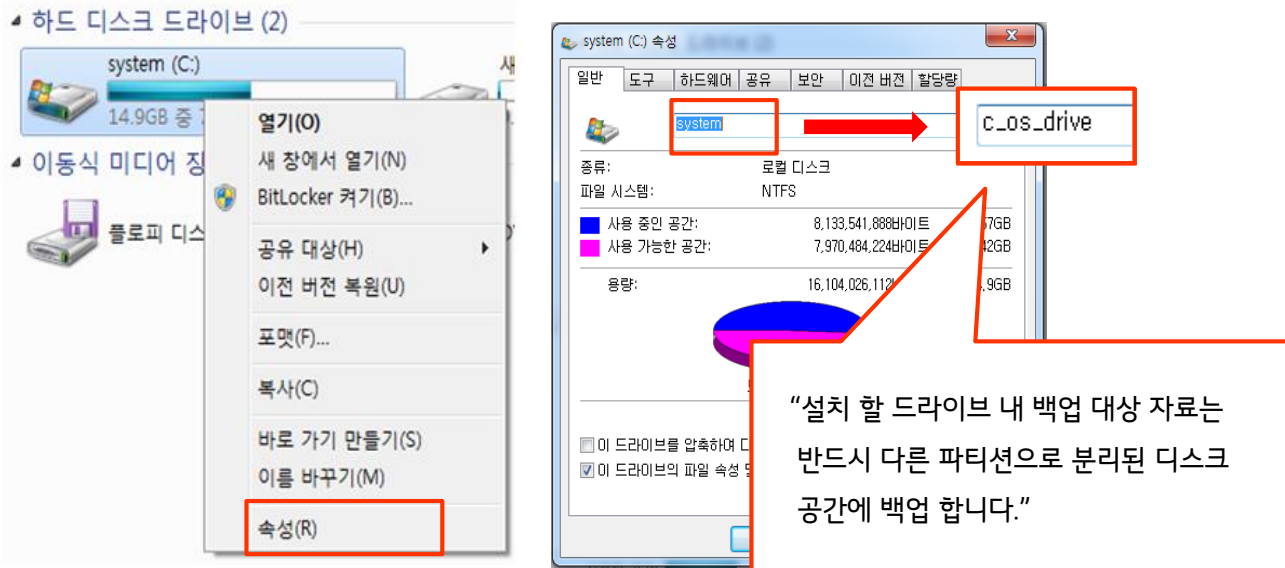 하드 디스크 드라이브 (2)
system (C:)
14.9GB 중
이동식 미디어 장
플로피 디스
열기(O)
새 창에서 열기(N)
BitLocker 켜기(B)...
공유 대상(H)
이전 버전 복원(U)
포맷(F)...
복사(C)
바로 가기 만들기(S)
이름 바꾸기(M)
속성(R)
system (C:) 속성
일반 도구 하드웨어 공유 보안 이전 버전 할당량
system
c_os_drive
종류: 로컬 디스크
파일 시스템: NTFS
사용 중인 공간: 8,133,541,888바이트 57GB
사용 가능한 공간: 7,970,484,224바이트 42GB
용량: 16,104,026,112 .9GB
이 드라이브를 압축하여
이 드라이브의 파일 속성
"설치 할 드라이브 내 백업 대상 자료는
반드시 다른 파티션으로 분리된 디스크
공간에 백업 합니다."